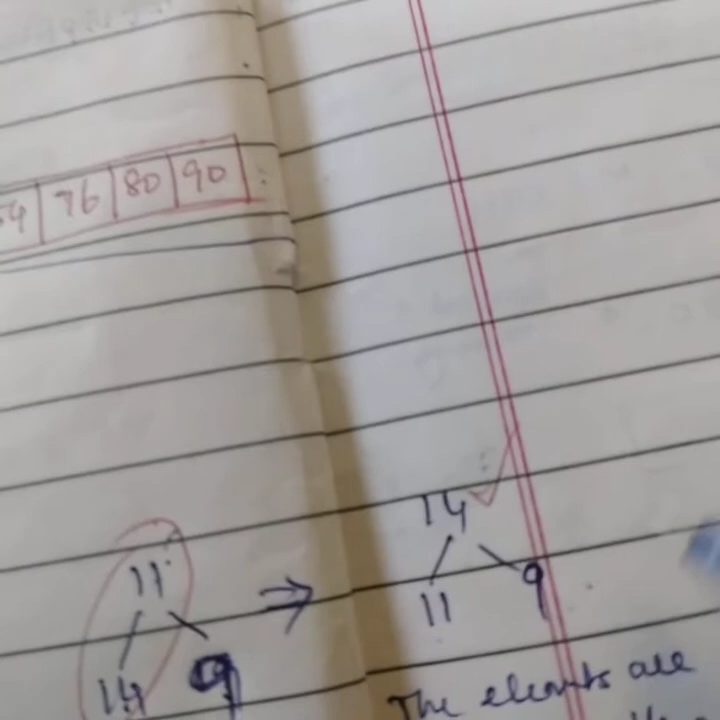 76 80 90
14
11 ⇒
11 9
14 9
The elements are